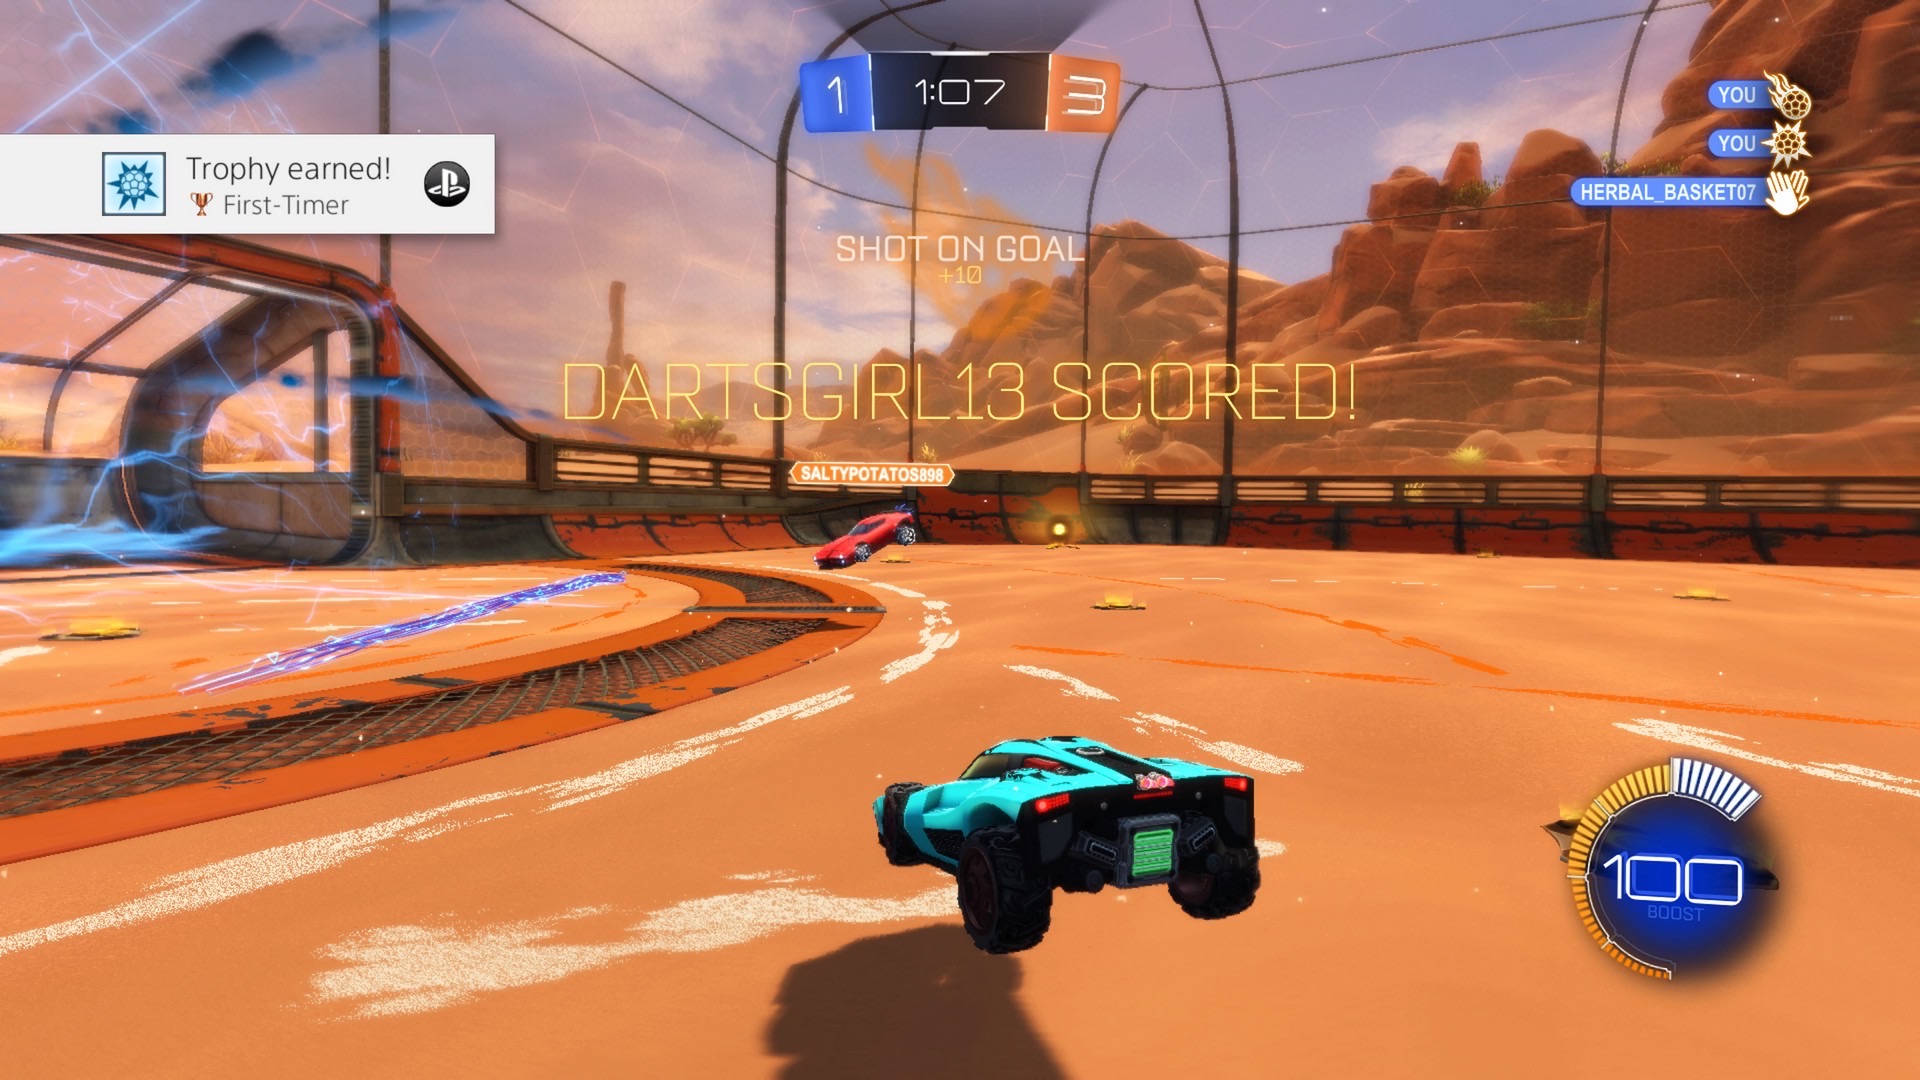 1 1:07 3
YOU
YOU
HERBAL_BASKET07
Trophy earned!
First-Timer
SHOT ON GOAL
+10
DARTSGIRL13 SCORED!
SALTYPOTATOS898
100
BOOST